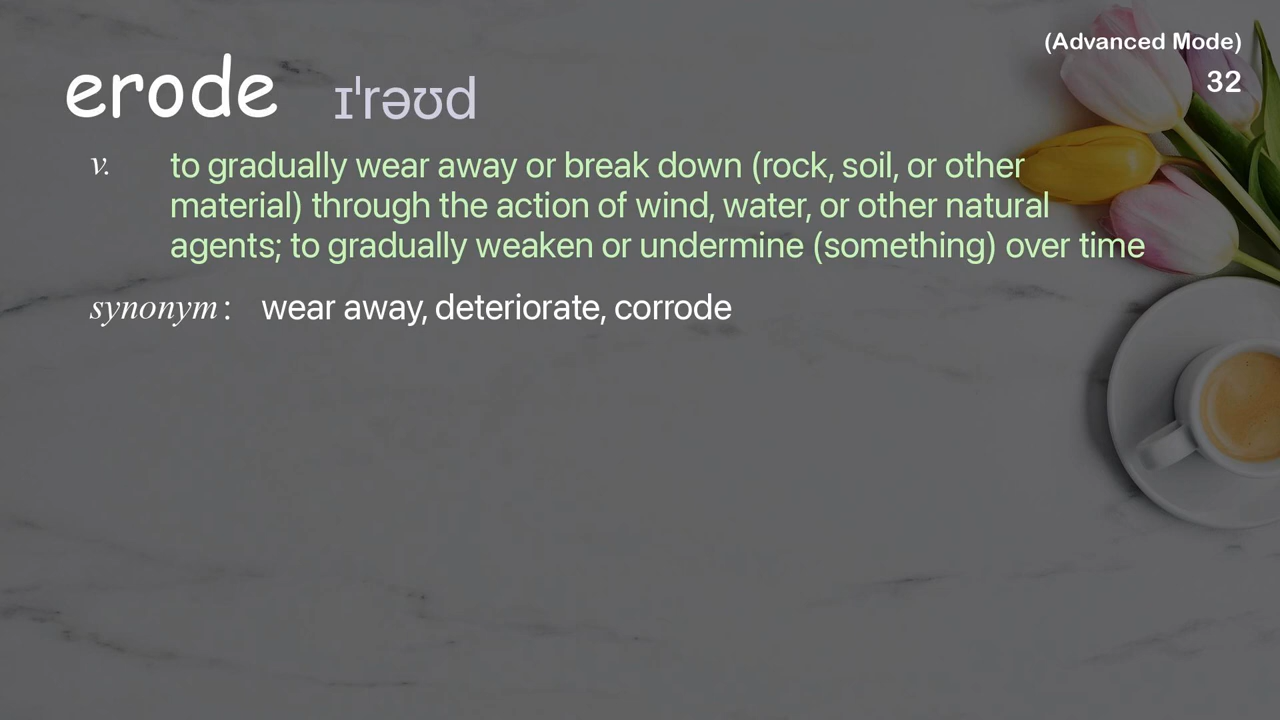 (Advanced Mode)
32
erode ɪˈrəʊd
v. to gradually wear away or break down (rock, soil, or other
material) through the action of wind, water, or other natural
agents; to gradually weaken or undermine (something) over time
synonym : wear away, deteriorate, corrode